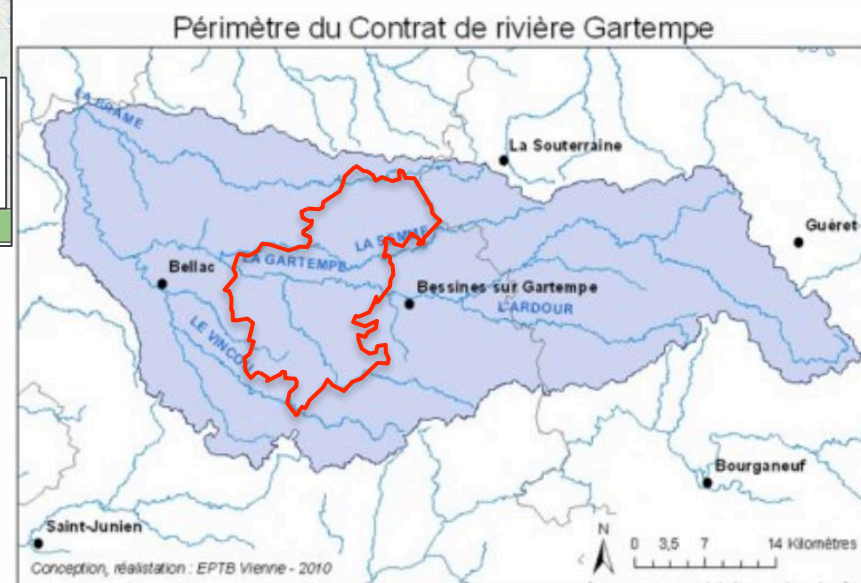 Périmètre du Contrat de rivière Gartempe
LA BRAME
La Souterraine
Guéret
LA SEMME
Bellac
LA GARTEMPE
Bessines sur Gartempe
L'ARDOUR
LE VINCOU
Bourganeuf
Saint-Junien
N
0 3,5 7 14 Kilomètres
Conception, réalistation : EPTB Vienne - 2010